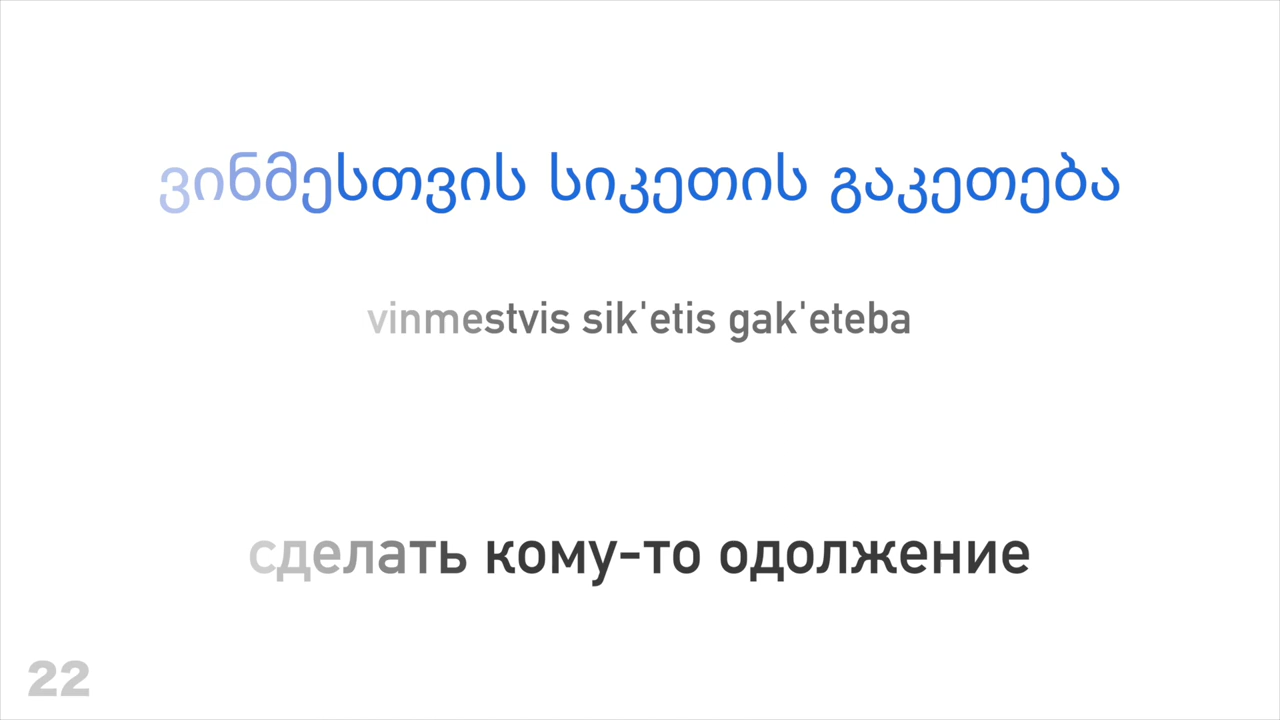 ვინმესთვის სიკეთის გაკეთება
vinmestvis sik'etis gak'eteba
сделать кому-то одолжение
22